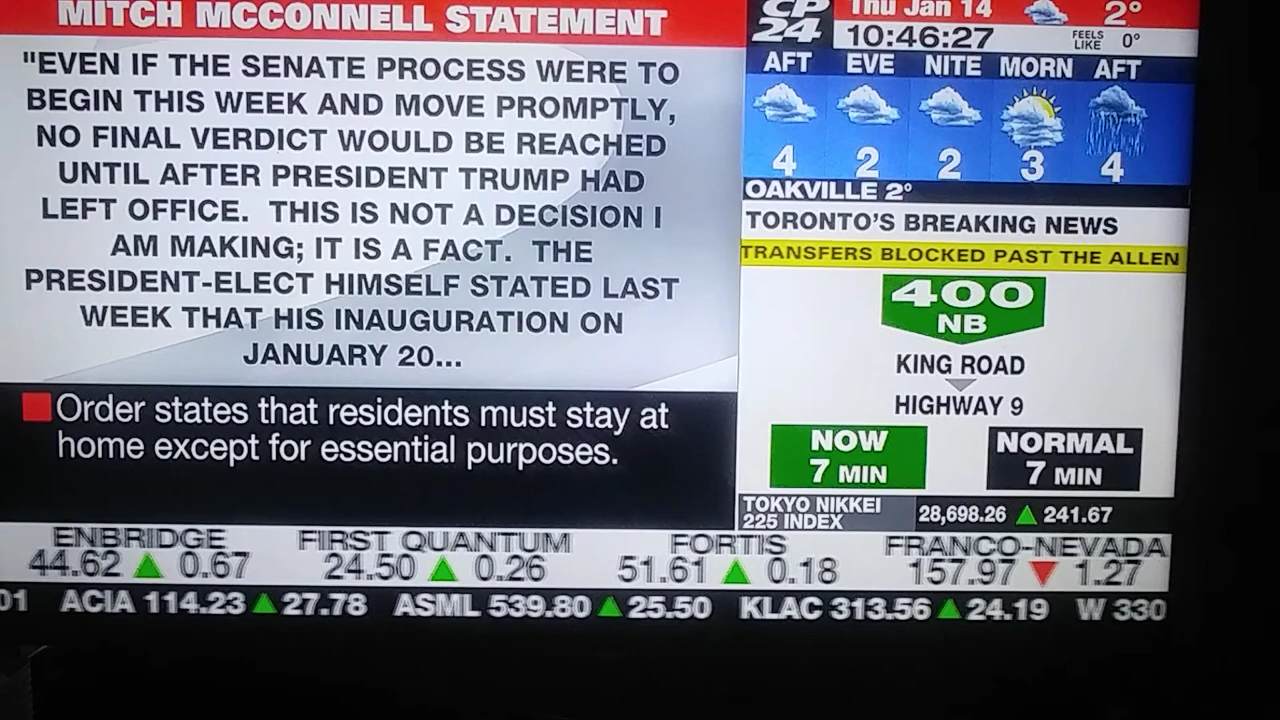 MITCH MCCONNELL STATEMENT
"EVEN IF THE SENATE PROCESS WERE TO
BEGIN THIS WEEK AND MOVE PROMPTLY,
NO FINAL VERDICT WOULD BE REACHED
UNTIL AFTER PRESIDENT TRUMP HAD
LEFT OFFICE. THIS IS NOT A DECISION I
AM MAKING; IT IS A FACT. THE
PRESIDENT-ELECT HIMSELF STATED LAST
WEEK THAT HIS INAUGURATION ON
JANUARY 20...
Order states that residents must stay at
home except for essential purposes.
CP
24
Thu Jan 14
2°
10:46:27
FEELS
LIKE 0°
AFT EVE NITE MORN AFT
4 2 2 3 4
OAKVILLE 2°
TORONTO'S BREAKING NEWS
TRANSFERS BLOCKED PAST THE ALLEN
400
NB
KING ROAD
HIGHWAY 9
NOW
7 MIN
NORMAL
7 MIN
TOKYO NIKKEI
225 INDEX
28,698.26 ▲ 241.67
ENBRIDGE FIRST QUANTUM FORTIS FRANCO-NEVADA
44.62 ▲ 0.67 24.50 ▲ 0.26 51.61 ▲ 0.18 157.97 ▼ 1.27
01 ACIA 114.23 ▲ 27.78 ASML 539.80 ▲ 25.50 KLAC 313.56 ▲ 24.19 W 330